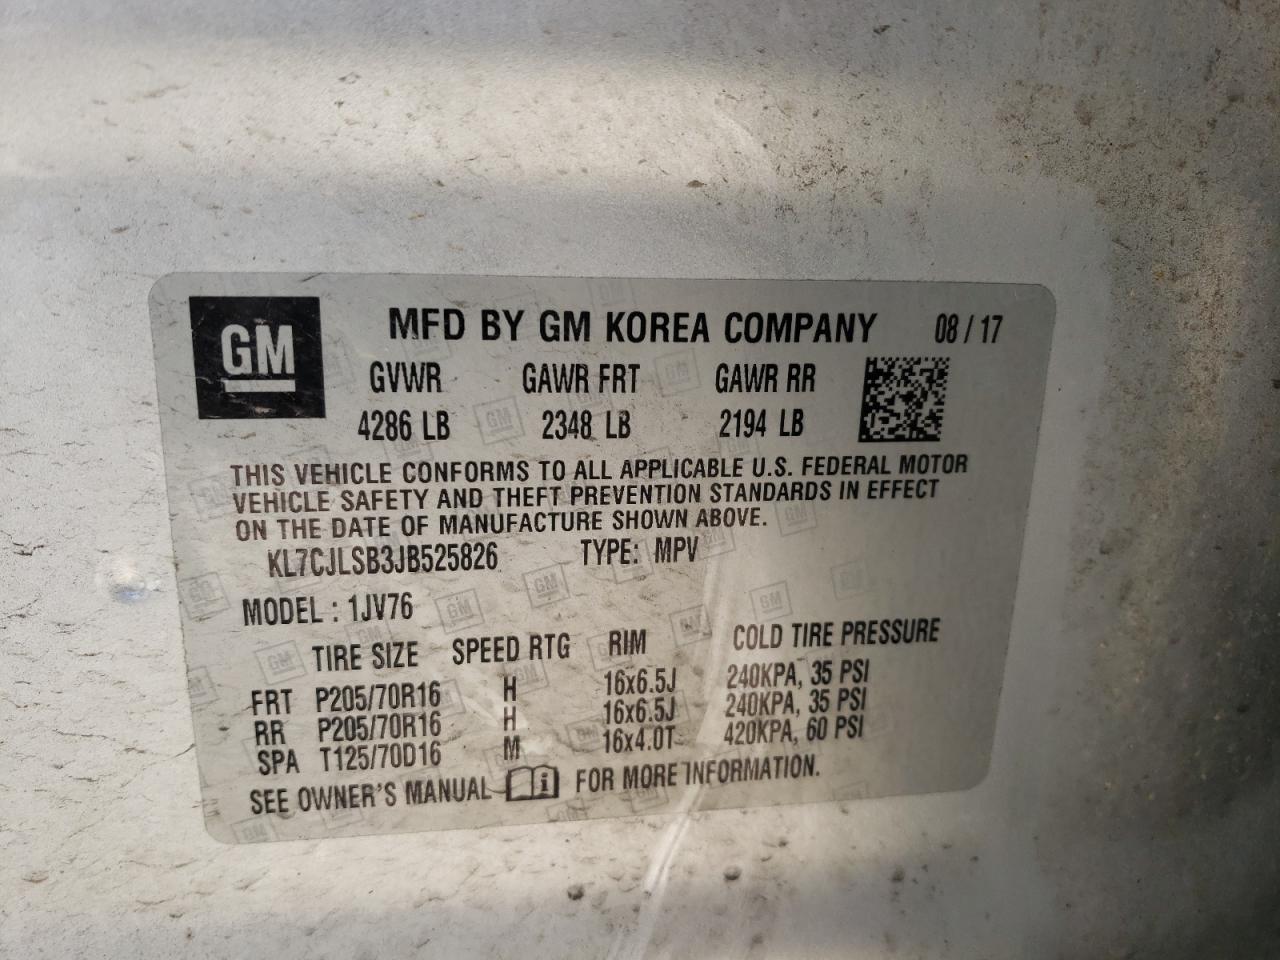 GM
MFD BY GM KOREA COMPANY 08 / 17
GVWR GAWR FRT GAWR RR
4286 LB 2348 LB 2194 LB
THIS VEHICLE CONFORMS TO ALL APPLICABLE U.S. FEDERAL MOTOR
VEHICLE SAFETY AND THEFT PREVENTION STANDARDS IN EFFECT
ON THE DATE OF MANUFACTURE SHOWN ABOVE.
KL7CJLSB3JB525826 TYPE: MPV
MODEL : 1JV76
TIRE SIZE SPEED RTG RIM COLD TIRE PRESSURE
FRT P205/70R16 H 16x6.5J 240KPA, 35 PSI
RR P205/70R16 H 16x6.5J 240KPA, 35 PSI
SPA T125/70D16 M 16x4.0T 420KPA, 60 PSI
SEE OWNER'S MANUAL FOR MORE INFORMATION.